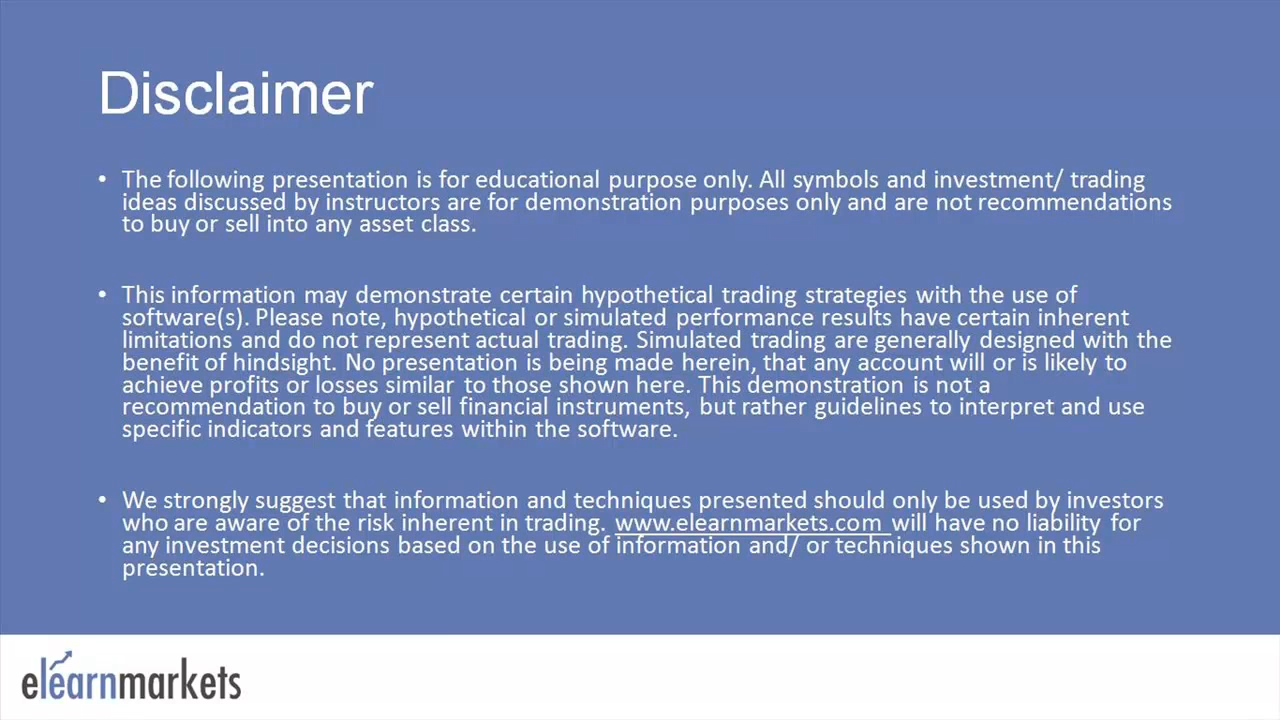 Disclaimer
• The following presentation is for educational purpose only. All symbols and investment/ trading
ideas discussed by instructors are for demonstration purposes only and are not recommendations
to buy or sell into any asset class.
• This information may demonstrate certain hypothetical trading strategies with the use of
software(s). Please note, hypothetical or simulated performance results have certain inherent
limitations and do not represent actual trading. Simulated trading are generally designed with the
benefit of hindsight. No presentation is being made herein, that any account will or is likely to
achieve profits or losses similar to those shown here. This demonstration is not a
recommendation to buy or sell financial instruments, but rather guidelines to interpret and use
specific indicators and features within the software.
• We strongly suggest that information and techniques presented should only be used by investors
who are aware of the risk inherent in trading. www.elearnmarkets.com will have no liability for
any investment decisions based on the use of information and/ or techniques shown in this
presentation.
elearnmarkets